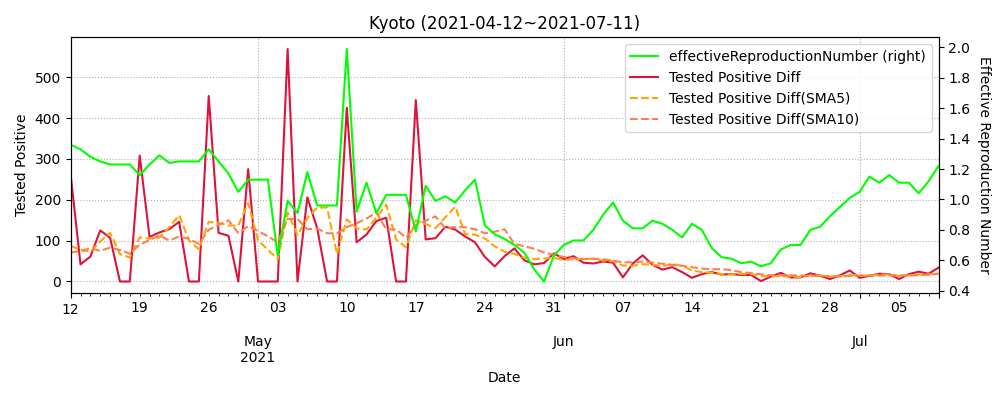 Kyoto (2021-04-12~2021-07-11)
effectiveReproductionNumber (right)
Tested Positive Diff
Tested Positive Diff(SMA5)
Tested Positive Diff(SMA10)
Tested Positive
500
400
300
200
100
0
2.0
1.8
1.6
1.4
1.2
1.0
0.8
0.6
0.4
Effective Reproduction Number
12 19 26 03 10 17 24 31 07 14 21 28 05
May Jun Jul
2021
Date